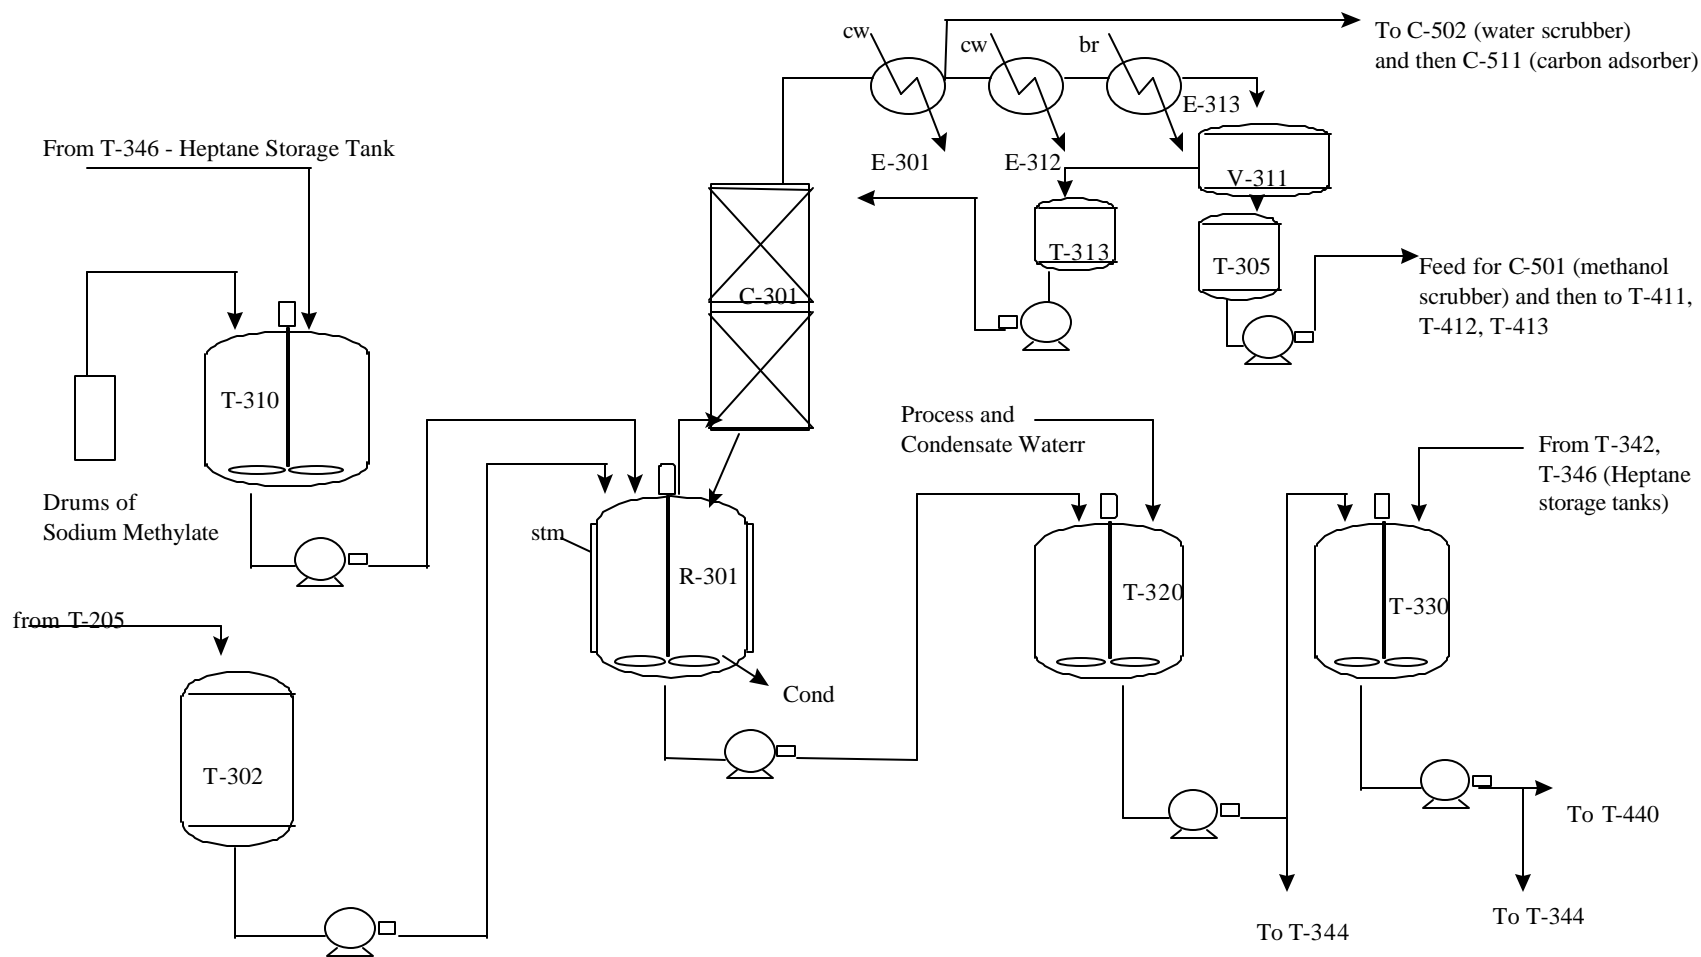 To C-502 (water scrubber)
and then C-511 (carbon adsorber)
cw
cw
br
E-313
E-301
E-312
From T-346 - Heptane Storage Tank
V-311
T-313
T-305
Feed for C-501 (methanol
scrubber) and then to T-411,
T-412, T-413
C-301
T-310
Process and
Condensate Waterr
From T-342,
T-346 (Heptane
storage tanks)
Drums of
Sodium Methylate
stm
R-301
T-320
T-330
from T-205
Cond
T-302
To T-440
To T-344
To T-344